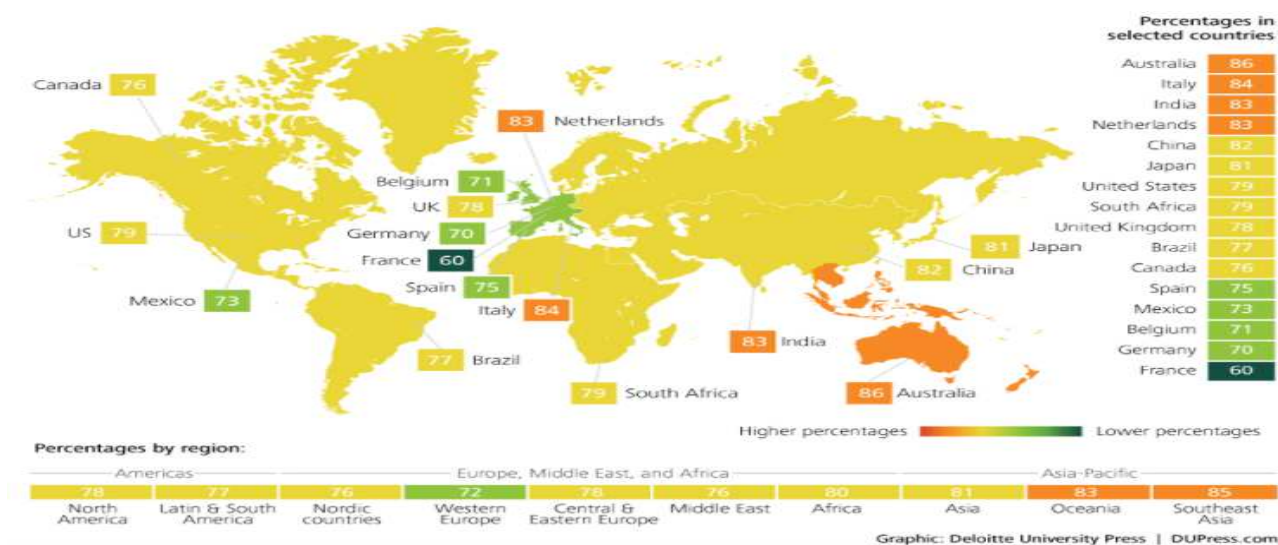 Percentages in
selected countries
Australia 86
Italy 84
India 83
Netherlands 83
China 82
Japan 81
United States 79
South Africa 79
United Kingdom 78
Brazil 77
Canada 76
Spain 75
Mexico 73
Belgium 71
Germany 70
France 60
Canada 76
83 Netherlands
Belgium 71
UK 78
US 79
Germany 70
81 Japan
France 60
82 China
Spain 75
Mexico 73
Italy 84
83 India
77 Brazil
79 South Africa
86 Australia
Higher percentages Lower percentages
Percentages by region:
Americas Europe, Middle East, and Africa Asia-Pacific
78 77 76 72 78 76 80 81 83 85
North Latin & South Nordic Western Central & Middle East Africa Asia Oceania Southeast
America America countries Europe Eastern Europe Asia
Graphic: Deloitte University Press | DUPress.com